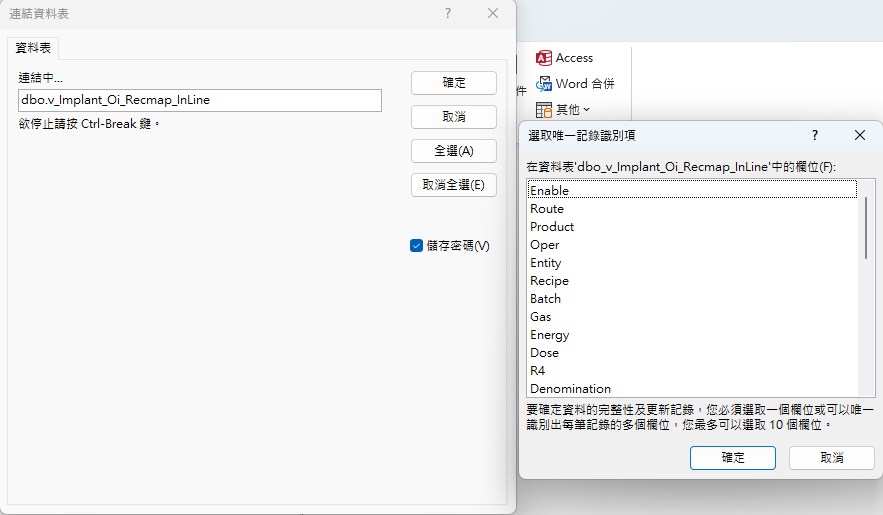 連結資料表
?
資料表
連結中...
dbo.v_Implant_Oi_Recmap_InLine
欲停止請按 Ctrl-Break 鍵。
確定
取消
全選(A)
取消全選(E)
儲存密碼(V)
Access
Word 合併
件
其他
選取唯一記錄識別項
?
在資料表'dbo_v_Implant_Oi_Recmap_InLine'中的欄位(F):
Enable
Route
Product
Oper
Entity
Recipe
Batch
Gas
Energy
Dose
R4
Denomination
要確定資料的完整性及更新記錄，您必須選取一個欄位或可以唯一
識別出每筆記錄的多個欄位，您最多可以選取 10 個欄位。
確定
取消